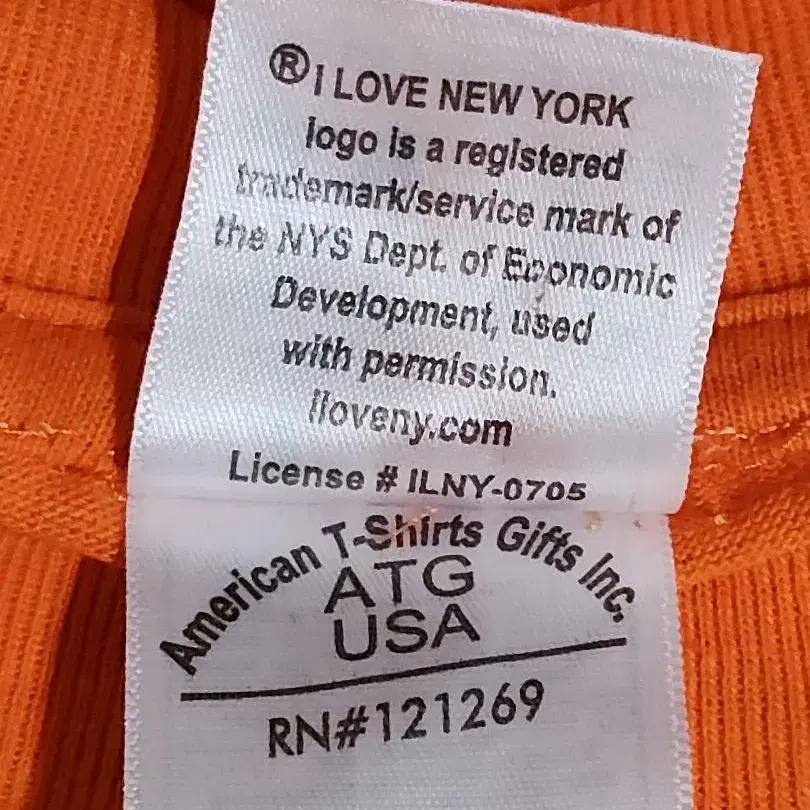 ® I LOVE NEW YORK
logo is a registered
trademark/service mark of
the NYS Dept. of Economic
Development, used
with permission.
iloveny.com
License # ILNY-0705
American T-Shirts Gifts Inc.
ATG
USA
RN#121269